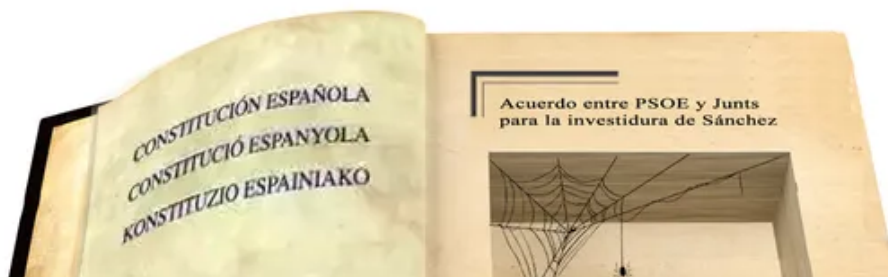 CONSTITUCIÓN ESPAÑOLA
CONSTITUCIÓ ESPANYOLA
KONSTITUZIO ESPAINIAKO
Acuerdo entre PSOE y Junts
para la investidura de Sánchez